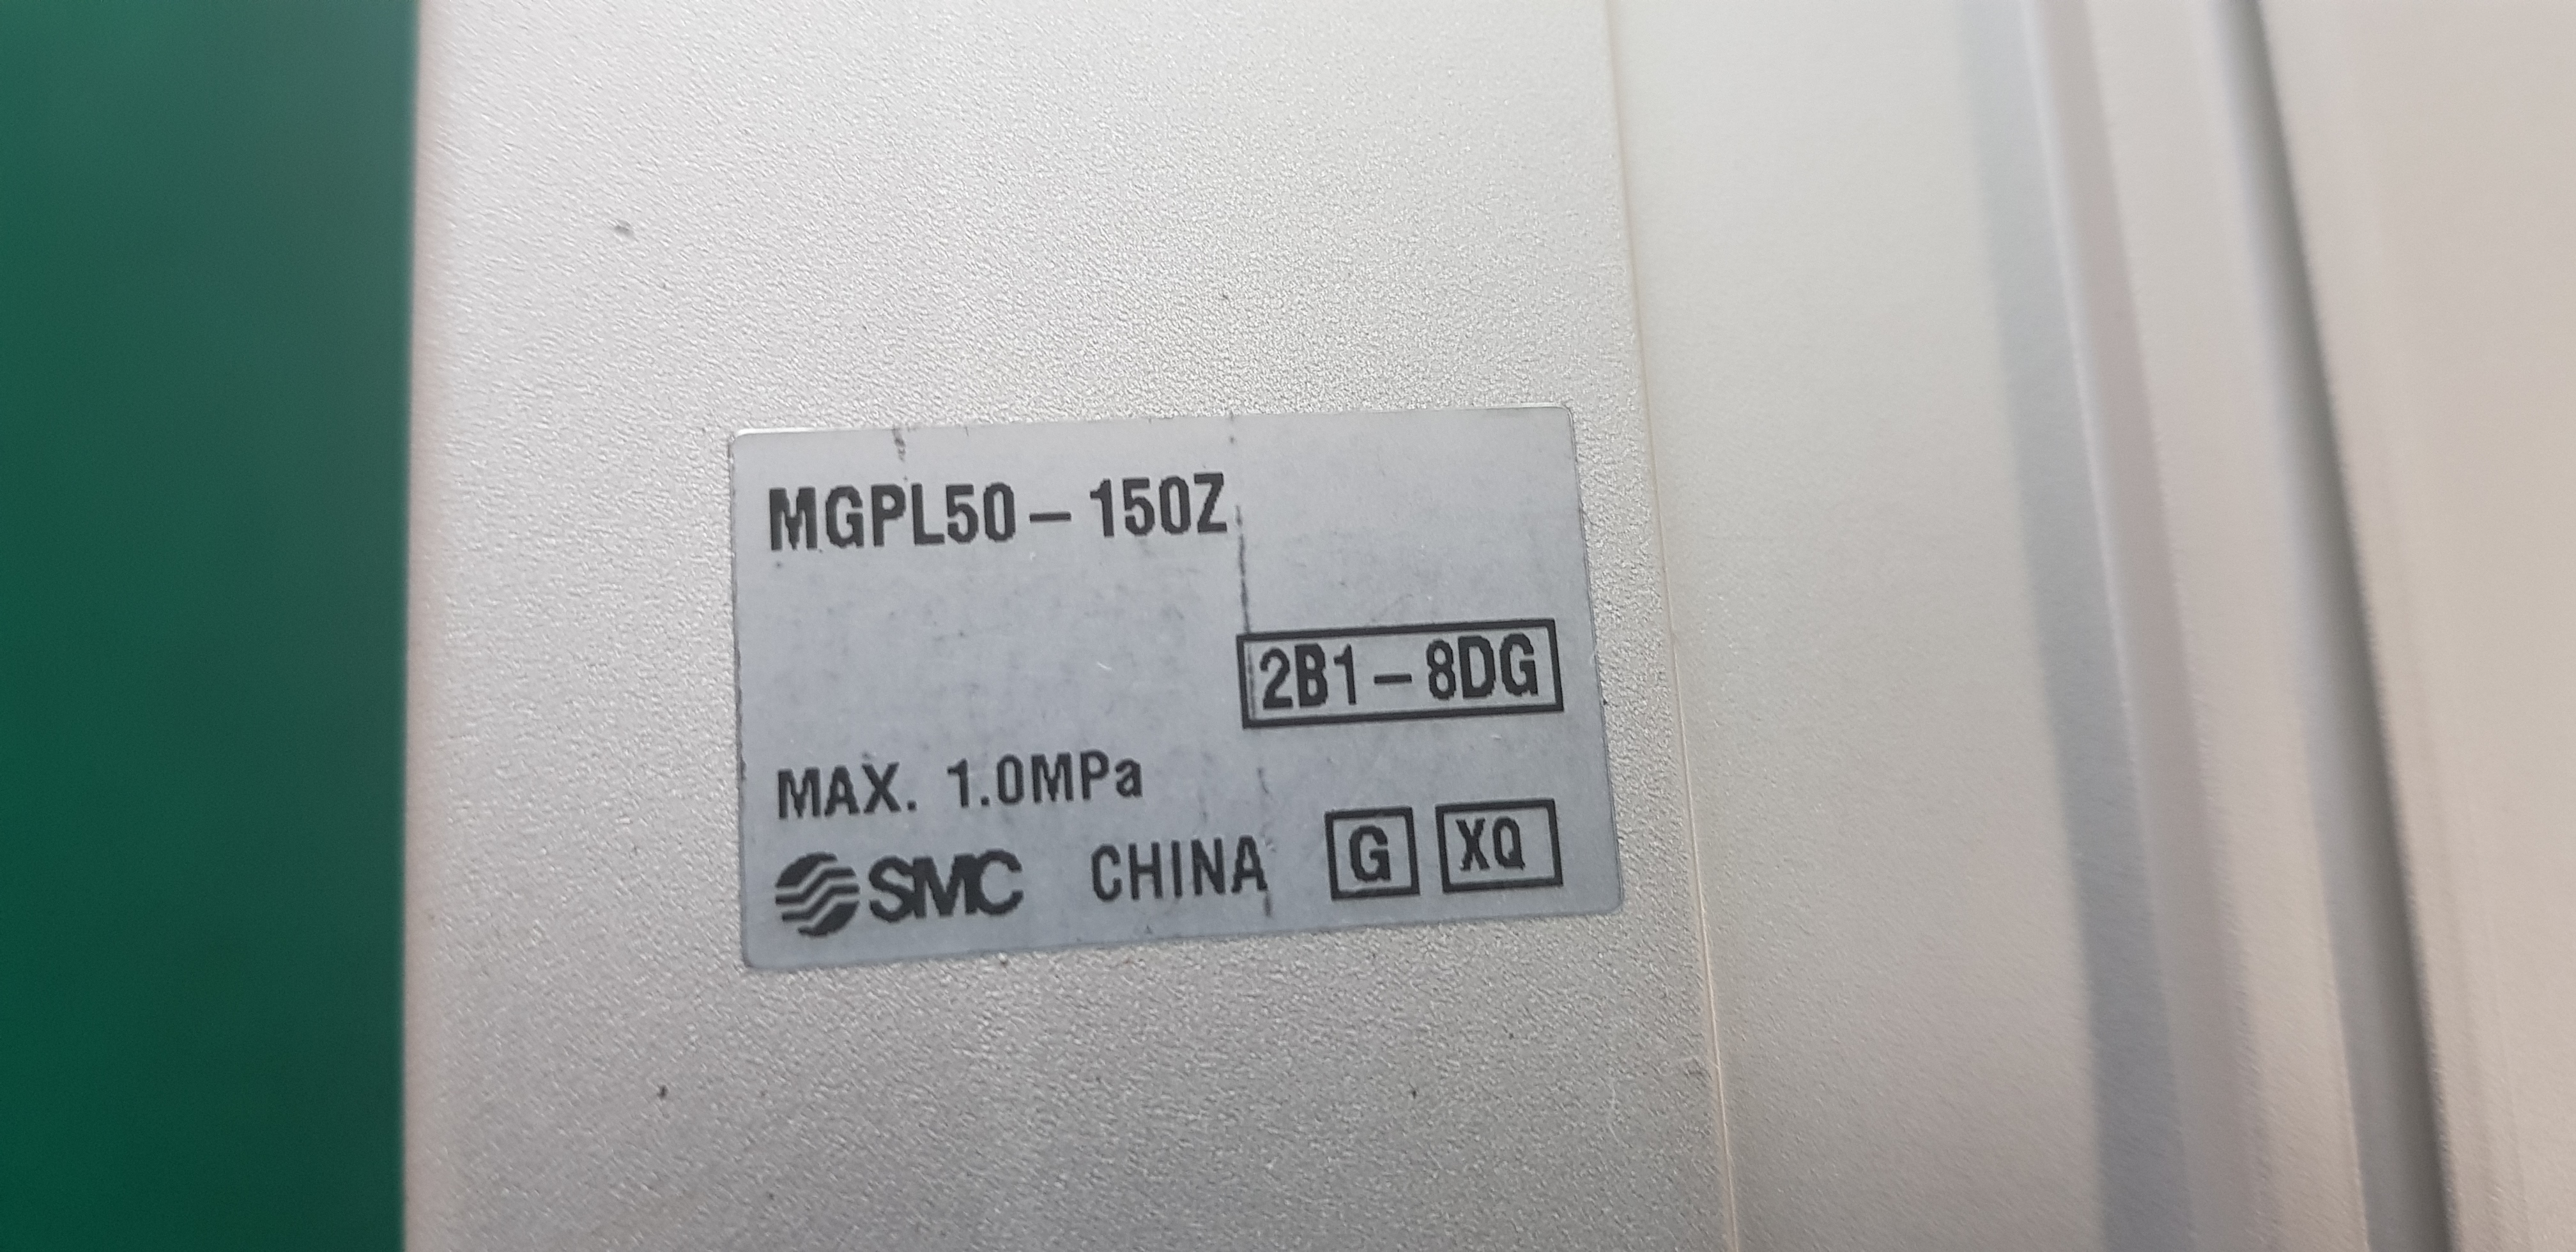 MGPL50-150Z
2B1-8DG
MAX. 1.0MPa
SMC CHINA G XQ